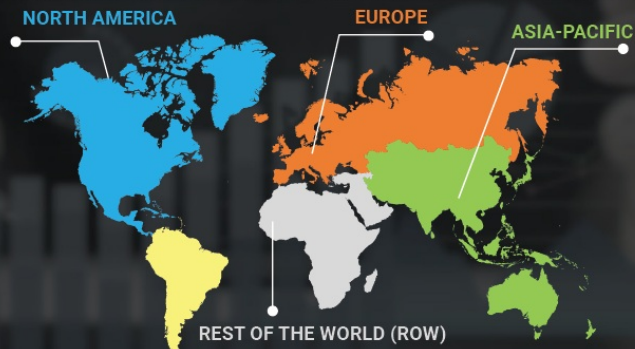 NORTH AMERICA
EUROPE
ASIA-PACIFIC
REST OF THE WORLD (ROW)